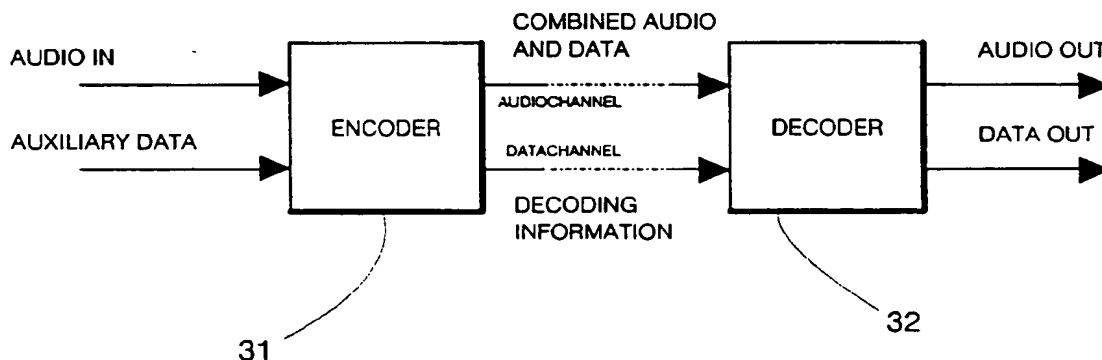 COMBINED AUDIO
AND DATA
AUDIO IN
AUDIO OUT
AUDIOCHANNEL
ENCODER
DECODER
AUXILIARY DATA
DATACHANNEL
DATA OUT
DECODING
INFORMATION
31
32